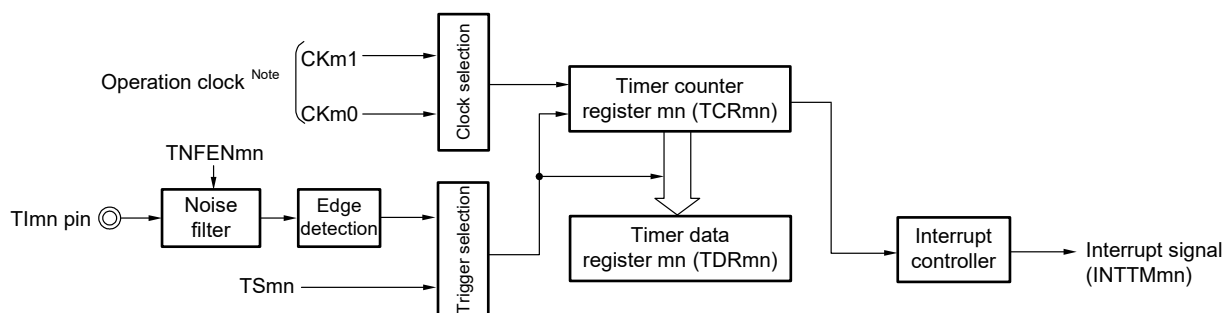 Operation clock Note
CKm1
CKm0
Clock selection
Timer counter
register mn (TCRmn)
TNFENmn
TImn pin
Noise
filter
Edge
detection
TSmn
Trigger selection
Timer data
register mn (TDRmn)
Interrupt
controller
Interrupt signal
(INTTMmn)